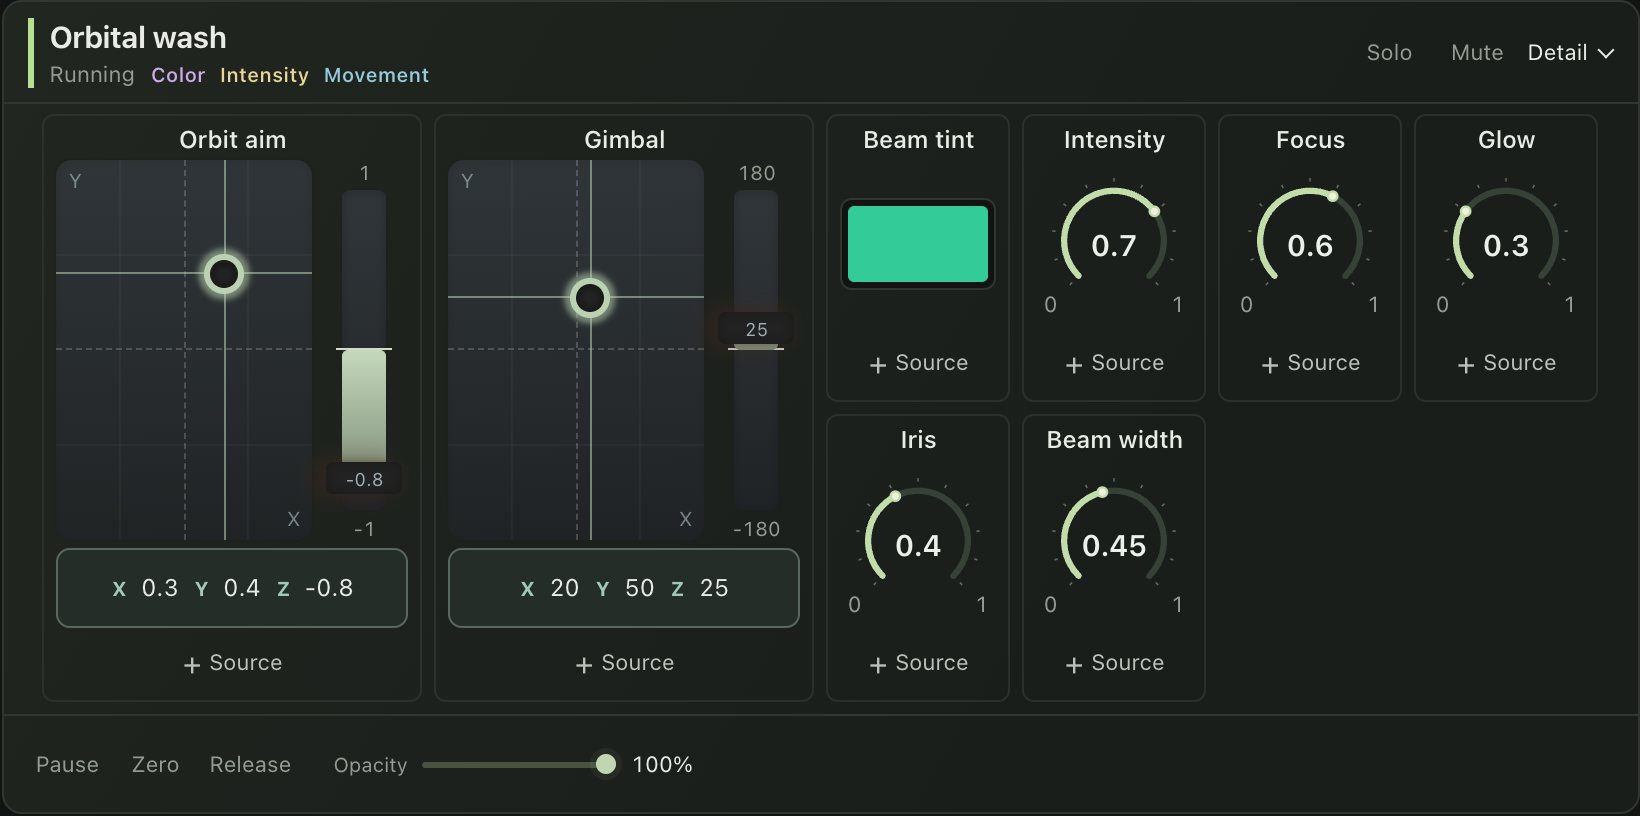 Orbital wash
Running Color Intensity Movement
Solo Mute Detail
Orbit aim
Y
X
1
-0.8
-1
X 0.3 Y 0.4 Z -0.8
+ Source
Gimbal
Y
X
180
25
-180
X 20 Y 50 Z 25
+ Source
Beam tint
+ Source
Intensity
0.7
0 1
+ Source
Focus
0.6
0 1
+ Source
Glow
0.3
0 1
+ Source
Iris
0.4
0 1
+ Source
Beam width
0.45
0 1
+ Source
Pause Zero Release Opacity 100%